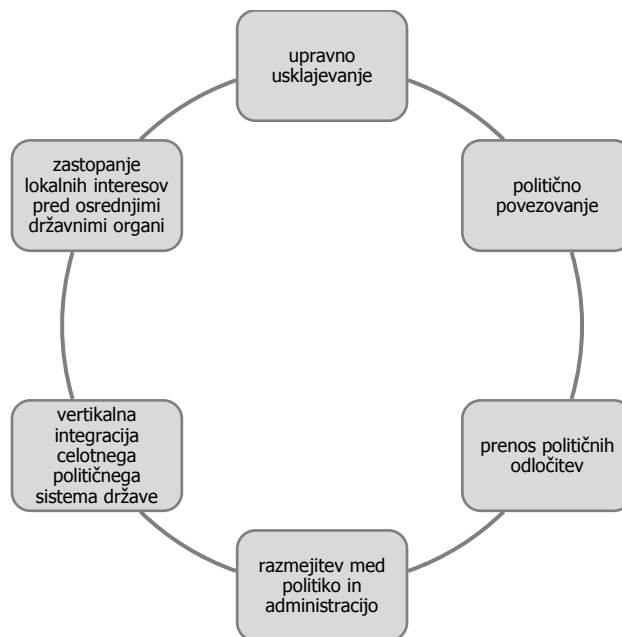 upravno
usklajevanje
politično
povezovanje
prenos političnih
odločitev
razmejitev med
politiko in
administracijo
vertikalna
integracija
celotnega
političnega
sistema države
zastopanje
lokalnih interesov
pred osrednjimi
državnimi organi